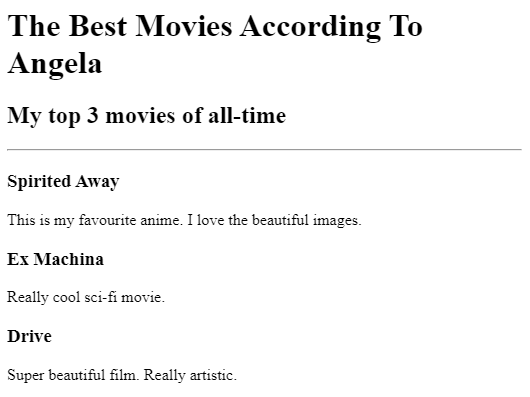 The Best Movies According To
Angela
My top 3 movies of all-time
Spirited Away
This is my favourite anime. I love the beautiful images.
Ex Machina
Really cool sci-fi movie.
Drive
Super beautiful film. Really artistic.